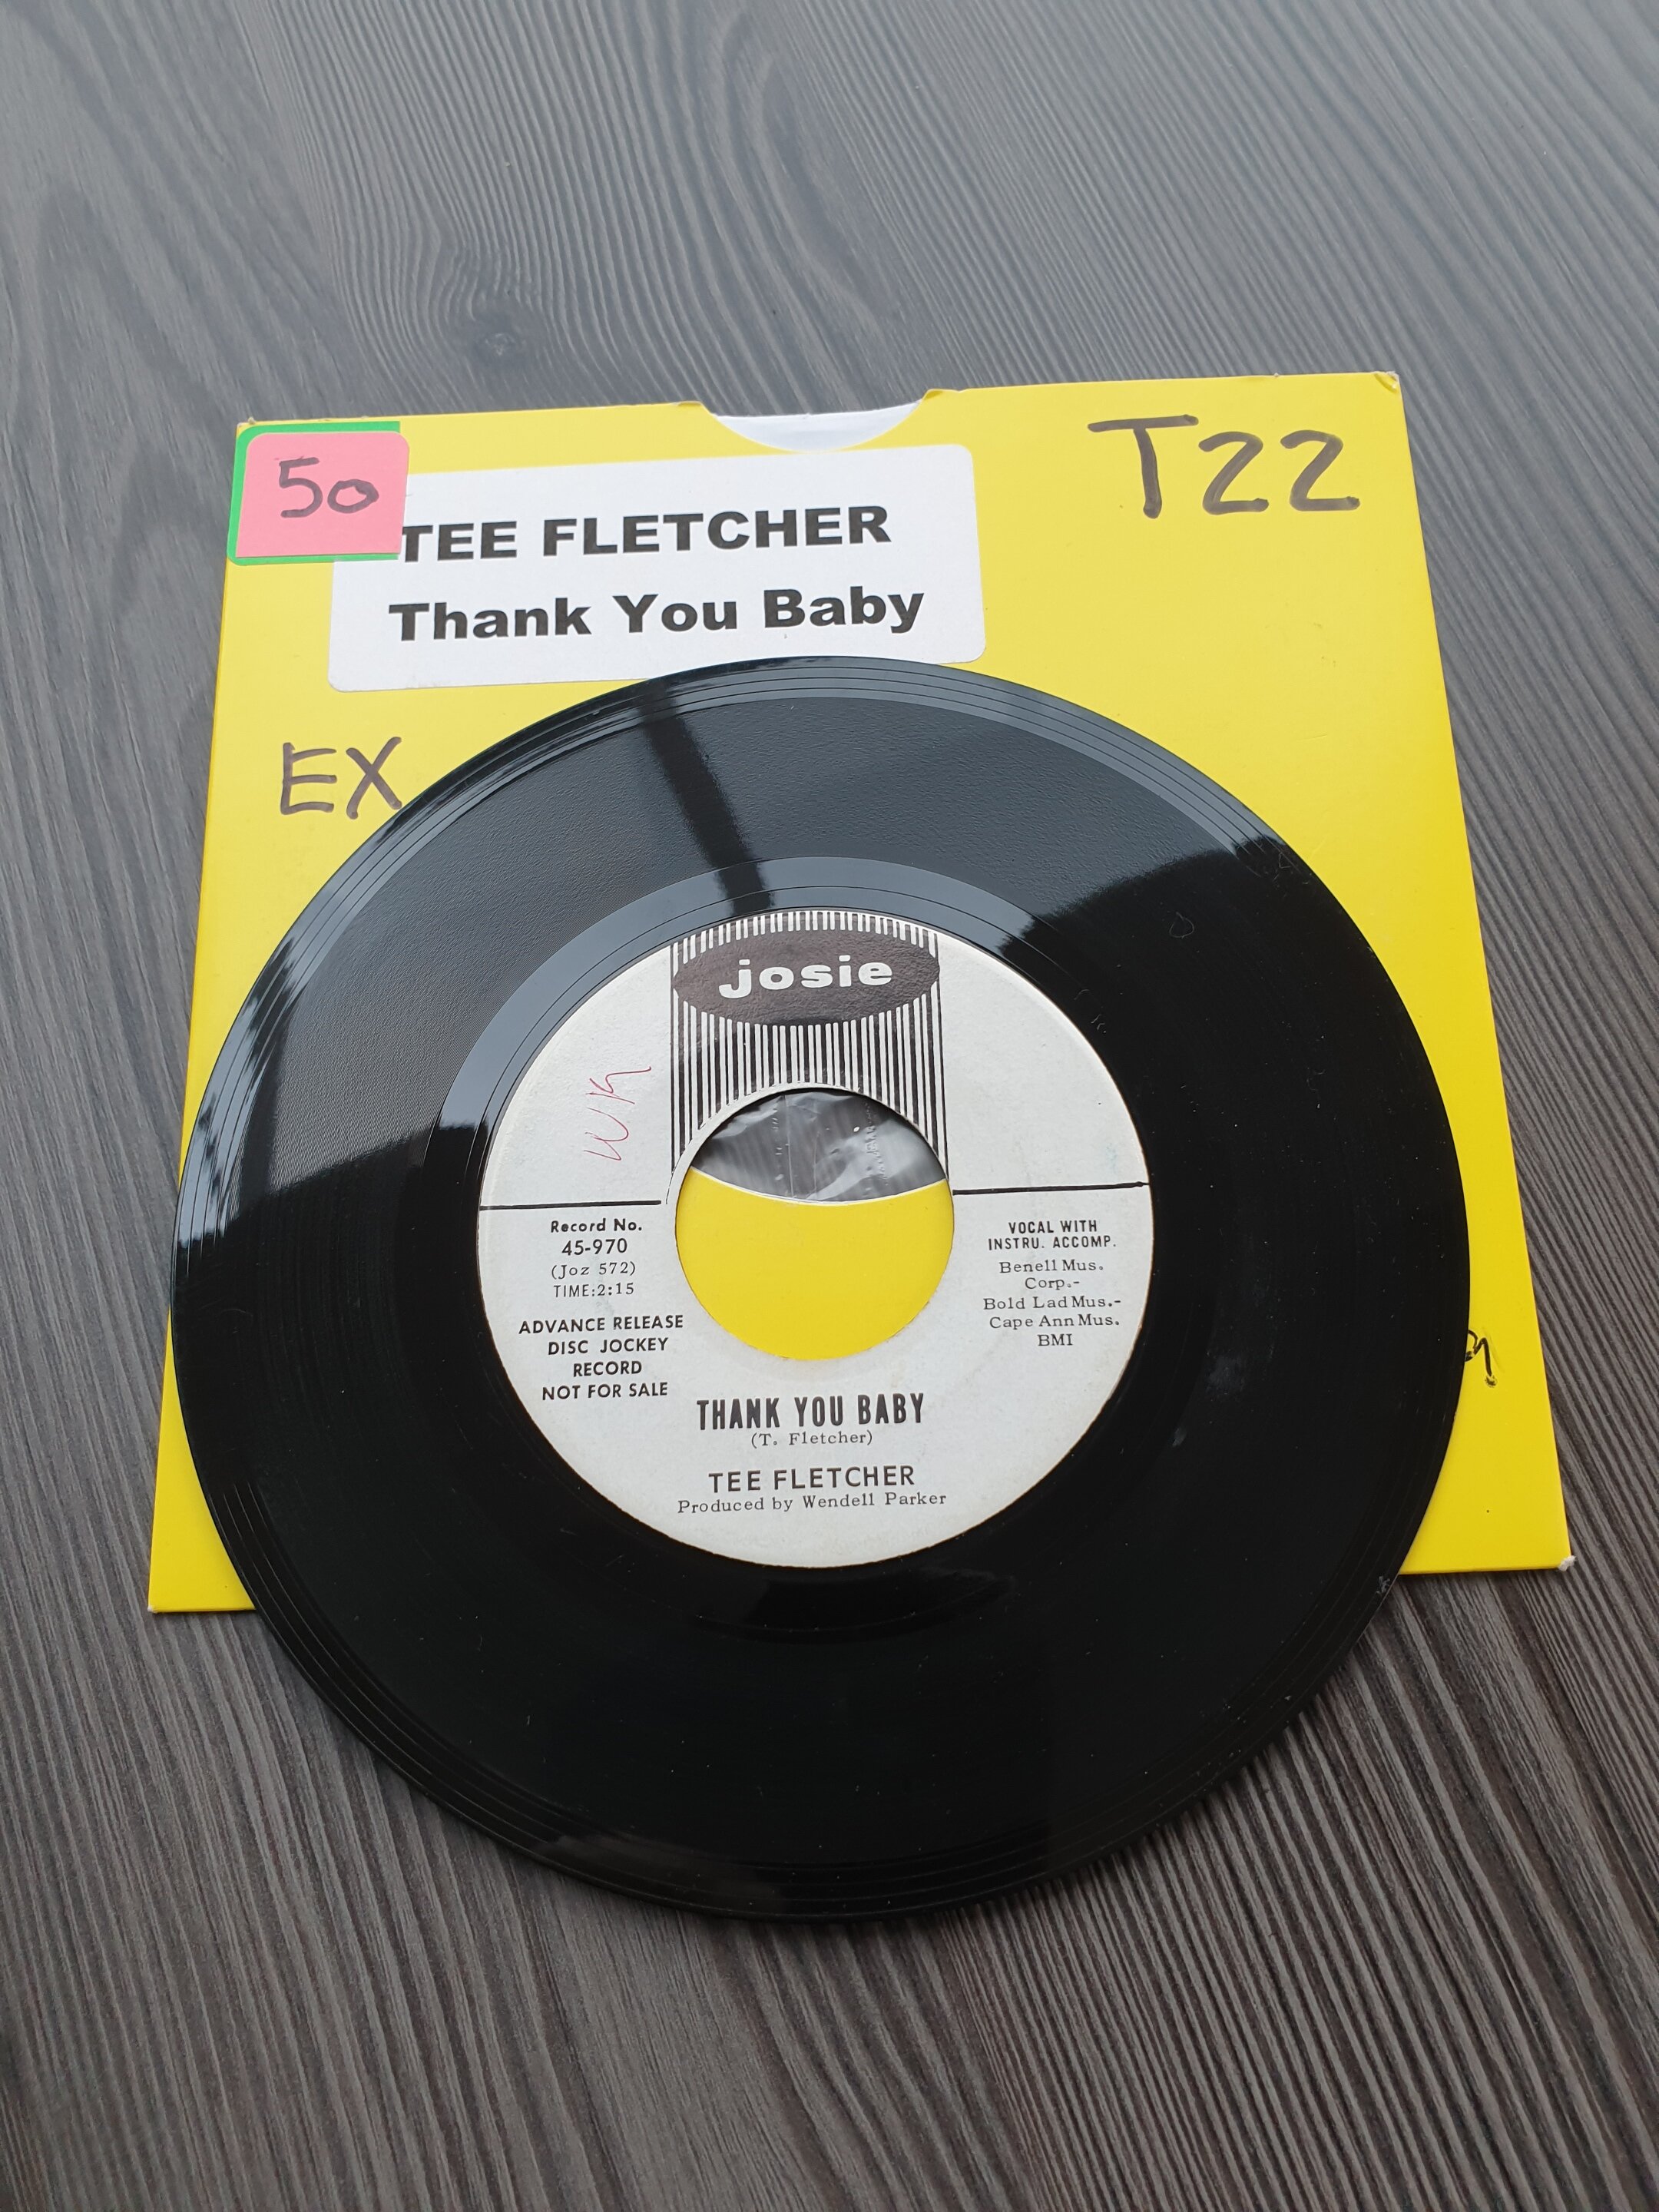 50
T22
TEE FLETCHER
Thank You Baby
EX
josie
Record No.
45-970
(Joz 572)
TIME:2:15
ADVANCE RELEASE
DISC JOCKEY
RECORD
NOT FOR SALE
VOCAL WITH
INSTRU. ACCOMP.
Benell Mus.
Corp.-
Bold Lad Mus.-
Cape Ann Mus.
BMI
THANK YOU BABY
(T. Fletcher)
TEE FLETCHER
Produced by Wendell Parker